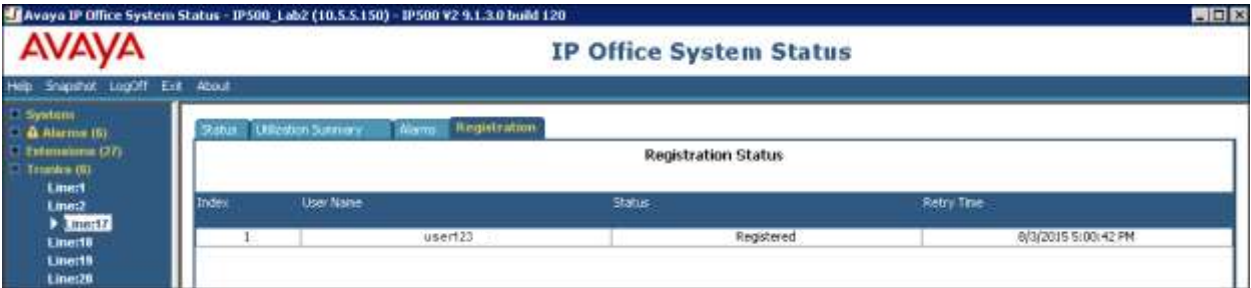 Avaya IP Office System Status - IP500_Lab2 (10.5.5.150) - IP500 V2 9.1.3.0 build 120
AVAYA
IP Office System Status
Help Snapshot LogOff Exit About
System
Alarms (6)
Extensions (27)
Trunks (6)
Line:1
Line:2
Line:17
Line:18
Line:19
Line:20
Status Utilization Summary Alarms Registration
Registration Status
Index User Name Status Retry Time
1 user123 Registered 8/3/2015 5:00:42 PM